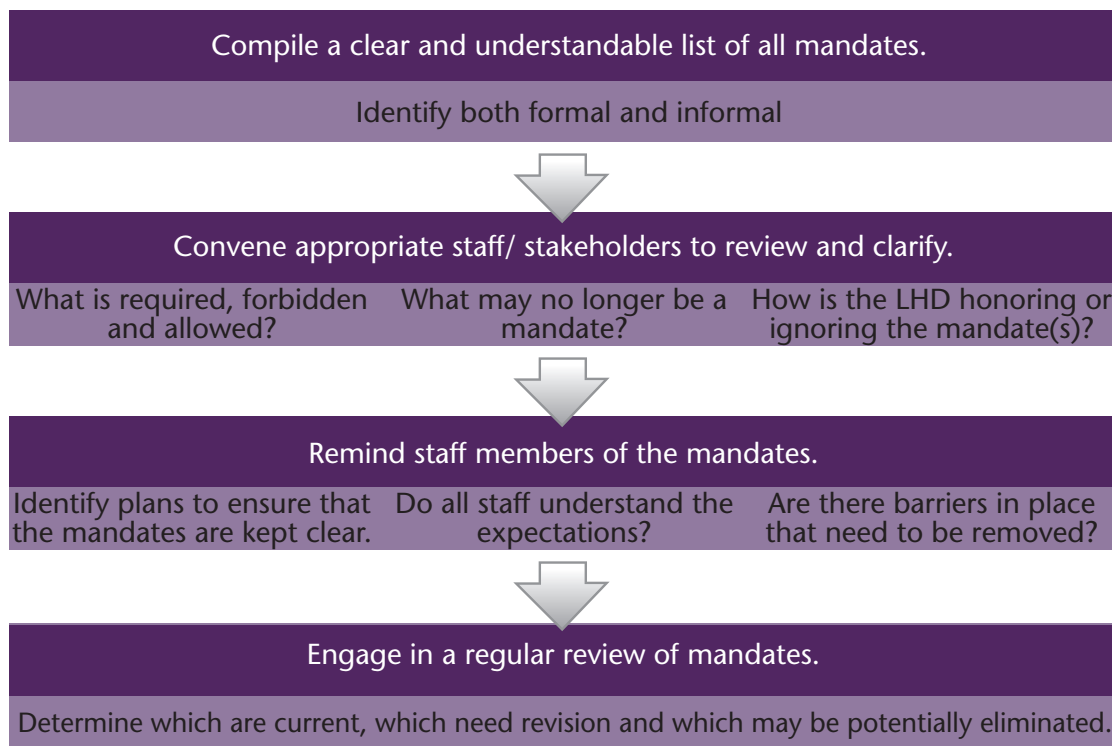 Compile a clear and understandable list of all mandates.
Identify both formal and informal
Convene appropriate staff/ stakeholders to review and clarify.
What is required, forbidden
and allowed?
What may no longer be a
mandate?
How is the LHD honoring or
ignoring the mandate(s)?
Remind staff members of the mandates.
Identify plans to ensure that
the mandates are kept clear.
Do all staff understand the
expectations?
Are there barriers in place
that need to be removed?
Engage in a regular review of mandates.
Determine which are current, which need revision and which may be potentially eliminated.